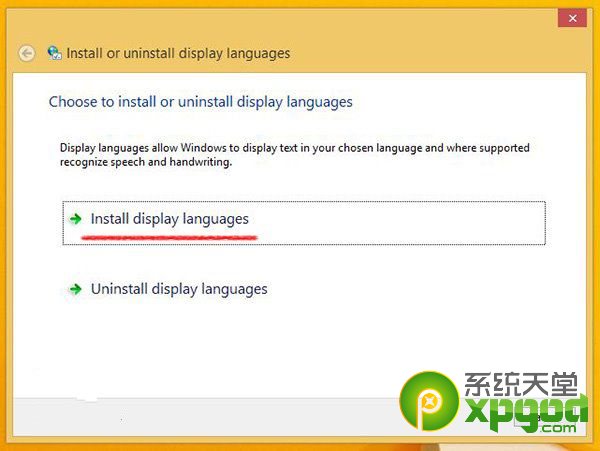 Install or uninstall display languages
Choose to install or uninstall display languages
Display languages allow Windows to display text in your chosen language and where supported
recognize speech and handwriting.
Install display languages
Uninstall display languages
系统天堂
xpgod
.com